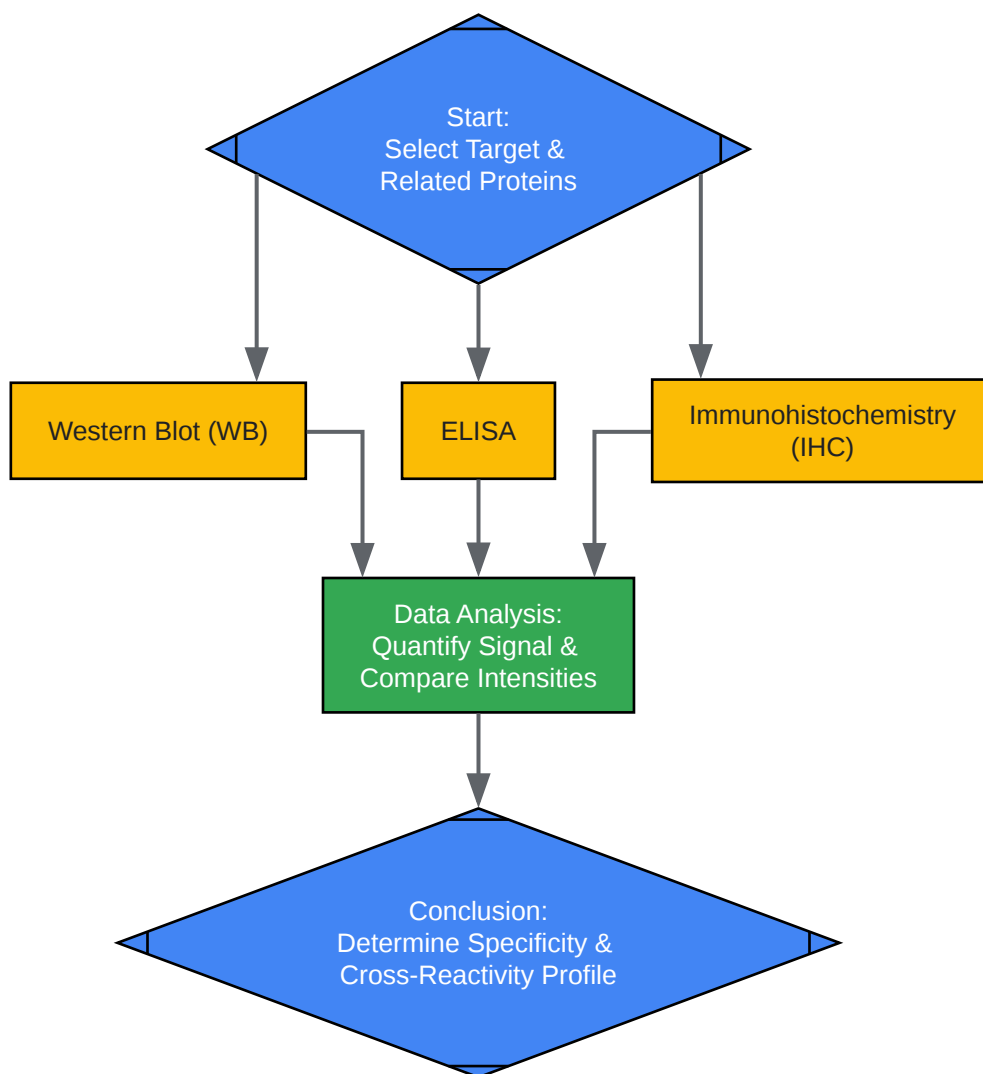 Start:
Select Target &
Related Proteins
Western Blot (WB)
ELISA
Immunohistochemistry
(IHC)
Data Analysis:
Quantify Signal &
Compare Intensities
Conclusion:
Determine Specificity &
Cross-Reactivity Profile